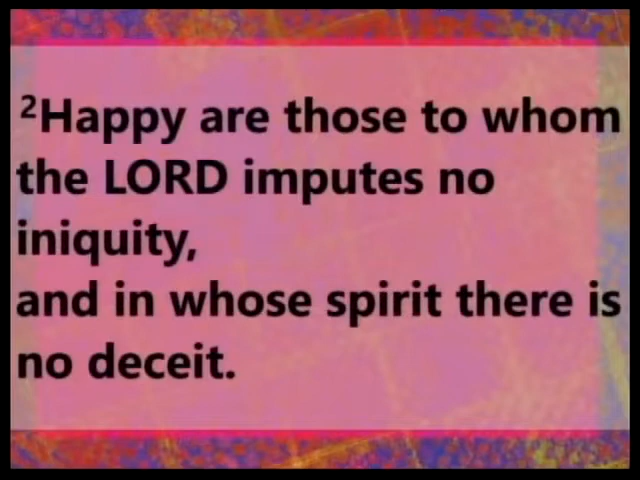 ²Happy are those to whom
the LORD imputes no
iniquity,
and in whose spirit there is
no deceit.